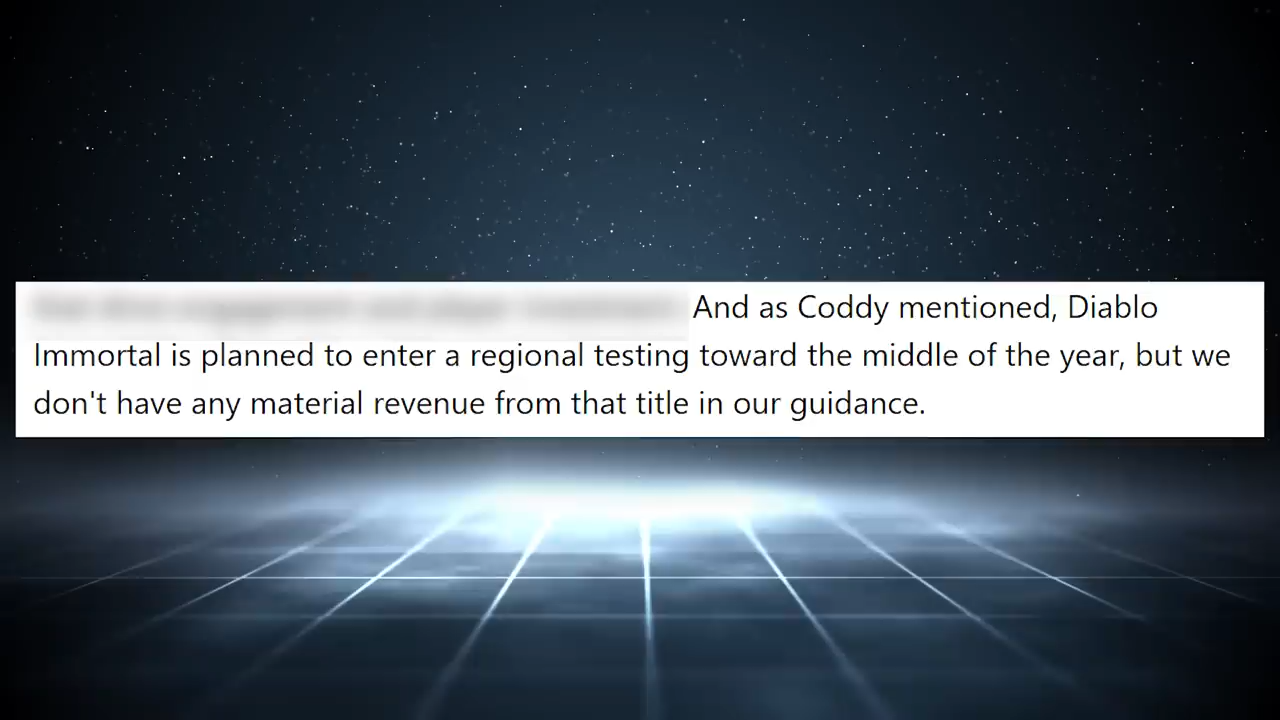 And as Coddy mentioned, Diablo
Immortal is planned to enter a regional testing toward the middle of the year, but we
don't have any material revenue from that title in our guidance.